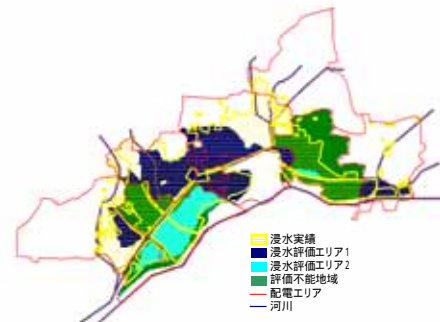 浸水実績
浸水評価エリア1
浸水評価エリア2
評価不能地域
配電エリア
河川